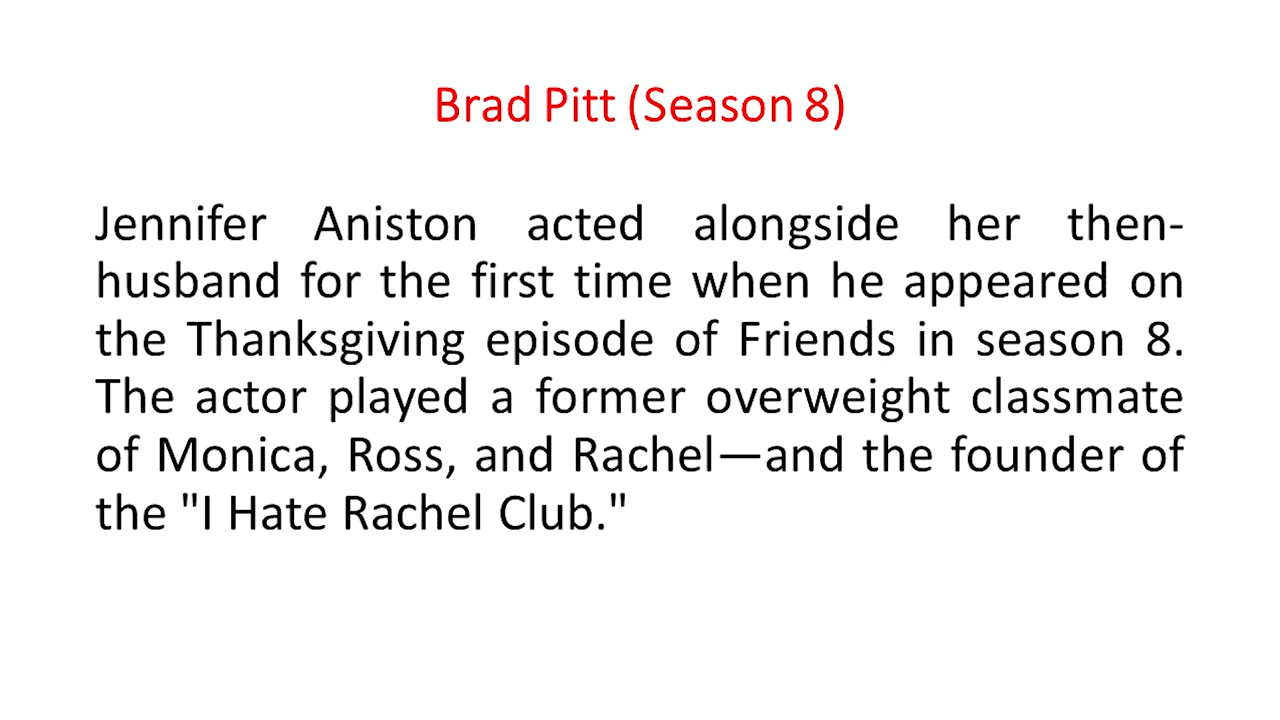 Brad Pitt (Season 8)
Jennifer Aniston acted alongside her then-
husband for the first time when he appeared on
the Thanksgiving episode of Friends in season 8.
The actor played a former overweight classmate
of Monica, Ross, and Rachel—and the founder of
the "I Hate Rachel Club."